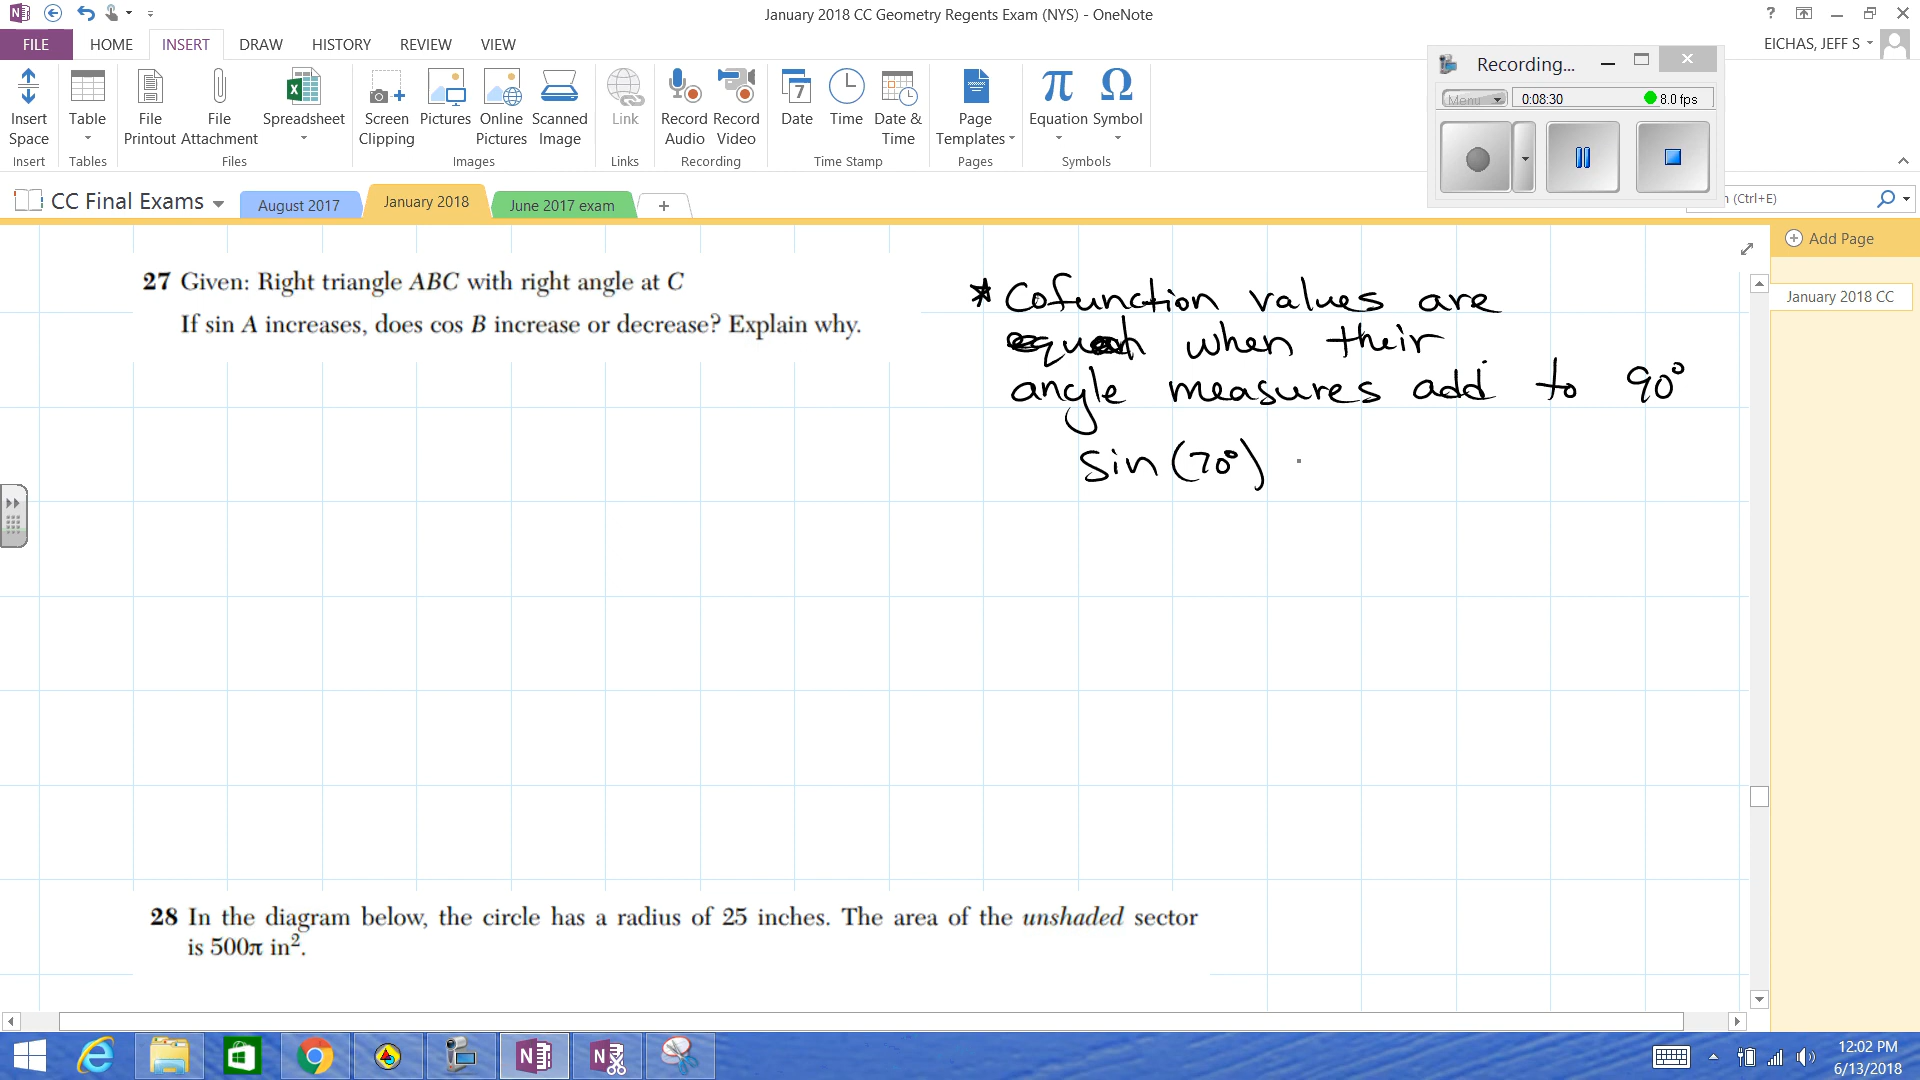 January 2018 CC Geometry Regents Exam (NYS) - OneNote
FILE HOME INSERT DRAW HISTORY REVIEW VIEW
EICHAS, JEFF S
Insert Space
Table
File Printout
File Attachment
Spreadsheet
Screen Clipping
Pictures
Online Pictures
Scanned Image
Link
Record Audio
Record Video
Date
Time
Date & Time
Page Templates
Equation
Symbol
Insert Tables Files Images Links Recording Time Stamp Pages Symbols
Recording...
Menu 0:08:30 8.0 fps
CC Final Exams August 2017 January 2018 June 2017 exam +
(Ctrl+E)
Add Page
January 2018 CC
27 Given: Right triangle ABC with right angle at C
If sin A increases, does cos B increase or decrease? Explain why.
* Cofunction values are
equal when their
angle measures add to 90°
sin (70°)
28 In the diagram below, the circle has a radius of 25 inches. The area of the unshaded sector
is 500π in².
12:02 PM
6/13/2018